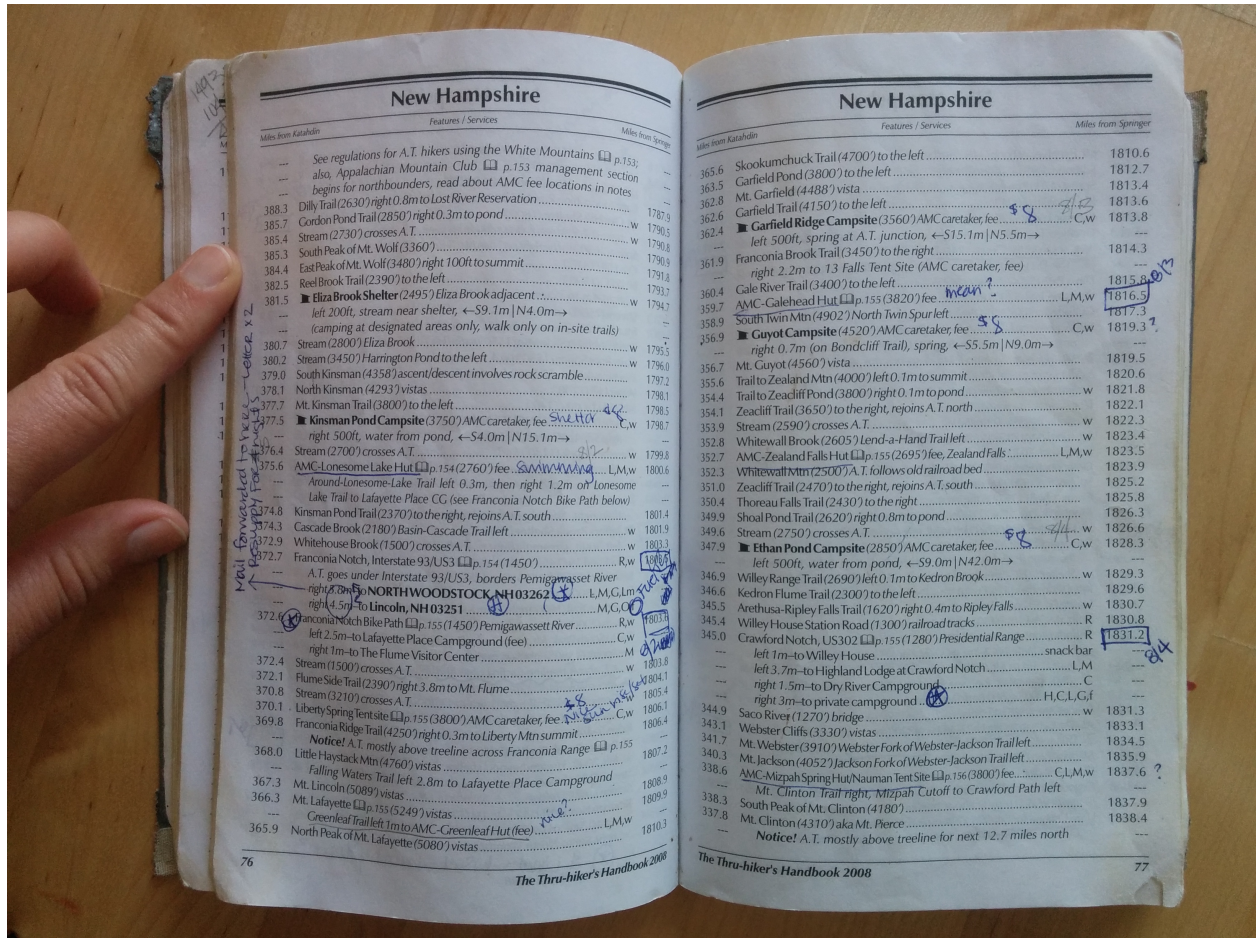 New Hampshire
Miles from Katahdin Features / Services Miles from Springer
--- See regulations for A.T. hikers using the White Mountains p.153; ---
--- also, Appalachian Mountain Club p.153 management section ---
--- begins for northbounders, read about AMC fee locations in notes ---
388.3 Dilly Trail (2630') right 0.8m to Lost River Reservation 1787.9
385.7 Gordon Pond Trail (2850') right 0.3m to pond w 1790.5
385.4 Stream (2730') crosses A.T. w 1790.8
385.3 South Peak of Mt. Wolf (3360') 1790.9
384.4 East Peak of Mt. Wolf (3480') right 100ft to summit 1791.8
382.5 Reel Brook Trail (2390') to the left 1793.7
381.5 Eliza Brook Shelter (2495') Eliza Brook adjacent w 1794.7
--- left 200ft, stream near shelter, ←S9.1m|N4.0m→ ---
--- (camping at designated areas only, walk only on in-site trails) ---
380.7 Stream (2800') Eliza Brook w 1795.5
380.2 Stream (3450') Harrington Pond to the left w 1796.0
379.0 South Kinsman (4358') ascent/descent involves rock scramble 1797.2
378.1 North Kinsman (4293') vistas 1798.1
377.7 Mt. Kinsman Trail (3800') to the left 1798.5
377.5 Kinsman Pond Campsite (3750') AMC caretaker, fee shelter $8 C,w 1798.7
--- right 500ft, water from pond, ←S4.0m|N15.1m→ ---
376.4 Stream (2700') crosses A.T. 8/2 w 1799.8
375.6 AMC-Lonesome Lake Hut p.154 (2760') fee swimming L,M,w 1800.6
--- Around-Lonesome-Lake Trail left 0.3m, then right 1.2m on Lonesome ---
--- Lake Trail to Lafayette Place CG (see Franconia Notch Bike Path below) ---
374.8 Kinsman Pond Trail (2370') to the right, rejoins A.T. south 1801.4
374.3 Cascade Brook (2180') Basin-Cascade Trail left w 1801.9
372.9 Whitehouse Brook (1500') crosses A.T. w 1803.3
372.7 Franconia Notch, Interstate 93/US3 p.154 (1450') R,w
--- A.T. goes under Interstate 93/US3, borders Pemigawasset River
--- right 5.8m to NORTH WOODSTOCK, NH 03262 L,M,G,Lm Fuel
--- right 4.5m to Lincoln, NH 03251 M,G,O
372.6 Franconia Notch Bike Path p.155 (1450') Pemigewasset River R,w 1803.6
--- left 2.5m to Lafayette Place Campground (fee) C,w
--- right 1m to The Flume Visitor Center M
372.4 Stream (1500') crosses A.T. w 1803.8
372.1 Flume Side Trail (2390') right 3.8m to Mt. Flume 1804.1
370.8 Stream (3210') crosses A.T. w 1805.4
370.1 Liberty Spring Tent site p.155 (3800') AMC caretaker, fee $8 Nice sun rise/set C,w 1806.1
369.8 Franconia Ridge Trail (4250') right 0.3m to Liberty Mtn summit 1806.4
--- Notice! A.T. mostly above treeline across Franconia Range p.155 ---
368.0 Little Haystack Mtn (4760') vistas 1807.2
--- Falling Waters Trail left 2.8m to Lafayette Place Campground ---
367.3 Mt. Lincoln (5089') vistas 1808.9
366.3 Mt. Lafayette p.155 (5249') vistas 1809.9
--- Greenleaf Trail left 1m to AMC-Greenleaf Hut (fee) nice? L,M,w ---
365.9 North Peak of Mt. Lafayette (5080') vistas 1810.3
76 The Thru-hiker's Handbook 2008
Mail forwarded to here - Letter x2
Resupply For
New Hampshire
Miles from Katahdin Features / Services Miles from Springer
365.6 Skookumchuck Trail (4700') to the left 1810.6
363.5 Garfield Pond (3800') to the left 1812.7
362.8 Mt. Garfield (4488') vista 1813.4
362.6 Garfield Trail (4150') to the left 1813.6
362.4 Garfield Ridge Campsite (3560') AMC caretaker, fee $8 8/3 C,w 1813.8
--- left 500ft, spring at A.T. junction, ←S15.1m|N5.5m→ ---
361.9 Franconia Brook Trail (3450') to the right 1814.3
--- right 2.2m to 13 Falls Tent Site (AMC caretaker, fee) ---
360.4 Gale River Trail (3400') to the left 1815.8 8/3
359.7 AMC-Galehead Hut p.155 (3820') fee mean? L,M,w 1816.5
358.9 South Twin Mtn (4902') North Twin Spur left 1817.3
356.9 Guyot Campsite (4520') AMC caretaker, fee $8 C,w 1819.3 ?
--- right 0.7m (on Bondcliff Trail), spring, ←S5.5m|N9.0m→ ---
356.7 Mt. Guyot (4560') vista 1819.5
355.6 Trail to Zealand Mtn (4000') left 0.1m to summit 1820.6
354.4 Trail to Zeacliff Pond (3800') right 0.1m to pond w 1821.8
354.1 Zeacliff Trail (3650') to the right, rejoins A.T. north 1822.1
353.9 Stream (2590') crosses A.T. w 1822.3
352.8 Whitewall Brook (2605') Lend-a-Hand Trail left w 1823.4
352.7 AMC-Zealand Falls Hut p.155 (2695') fee, Zealand Falls L,M,w 1823.5
352.3 Whitewall Mtn (2500') A.T. follows old railroad bed 1823.9
351.0 Zeacliff Trail (2470') to the right, rejoins A.T. south 1825.2
350.4 Thoreau Falls Trail (2430') to the right 1825.8
349.9 Shoal Pond Trail (2620') right 0.8m to pond 1826.3
349.6 Stream (2750') crosses A.T. w 1826.6
347.9 Ethan Pond Campsite (2850') AMC caretaker, fee $8 8/4 C,w 1828.3
--- left 500ft, water from pond, ←S9.0m|N42.0m→ ---
346.9 Willey Range Trail (2690') left 0.1m to Kedron Brook w 1829.3
346.6 Kedron Flume Trail (2300') to the left 1829.6
345.5 Arethusa-Ripley Falls Trail (1620') right 0.4m to Ripley Falls w 1830.7
345.4 Willey House Station Road (1300') railroad tracks R 1830.8
345.0 Crawford Notch, US302 p.155 (1280') Presidential Range R 1831.2
--- left 1m to Willey House snack bar --- 8/4
--- left 3.7m to Highland Lodge at Crawford Notch L,M ---
--- right 1.5m to Dry River Campground C ---
--- right 3m to private campground H,C,L,G,f ---
344.9 Saco River (1270') bridge w 1831.3
343.1 Webster Cliffs (3330') vistas 1833.1
341.7 Mt. Webster (3910') Webster Fork of Webster-Jackson Trail left 1834.5
340.3 Mt. Jackson (4052') Jackson Fork of Webster-Jackson Trail left 1835.9
338.6 AMC-Mizpah Spring Hut/Nauman Tent Site p.156 (3800') fee C,L,M,w 1837.6 ?
--- Mt. Clinton Trail right, Mizpah Cutoff to Crawford Path left ---
338.3 South Peak of Mt. Clinton (4180') 1837.9
337.8 Mt. Clinton (4310') aka Mt. Pierce 1838.4
--- Notice! A.T. mostly above treeline for next 12.7 miles north ---
The Thru-hiker's Handbook 2008 77